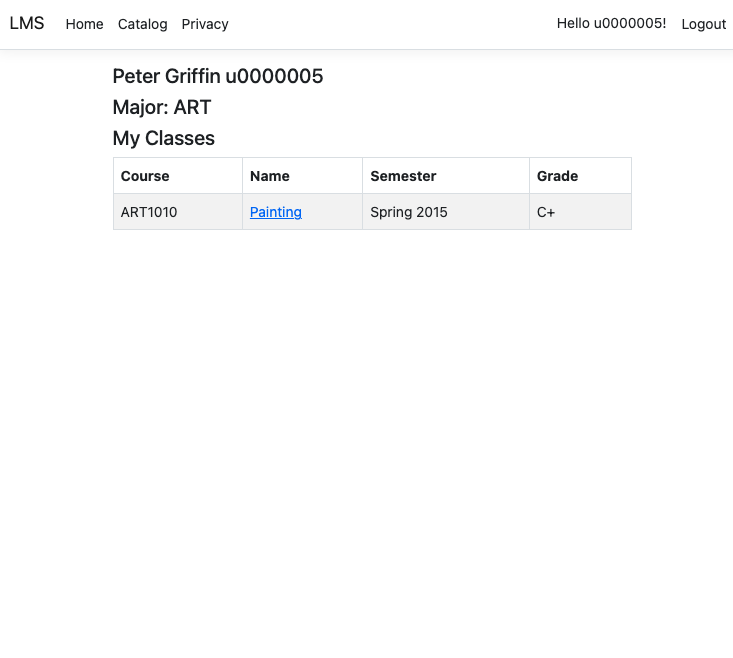 LMS Home Catalog Privacy Hello u0000005! Logout
Peter Griffin u0000005
Major: ART
My Classes
Course Name Semester Grade
ART1010 Painting Spring 2015 C+